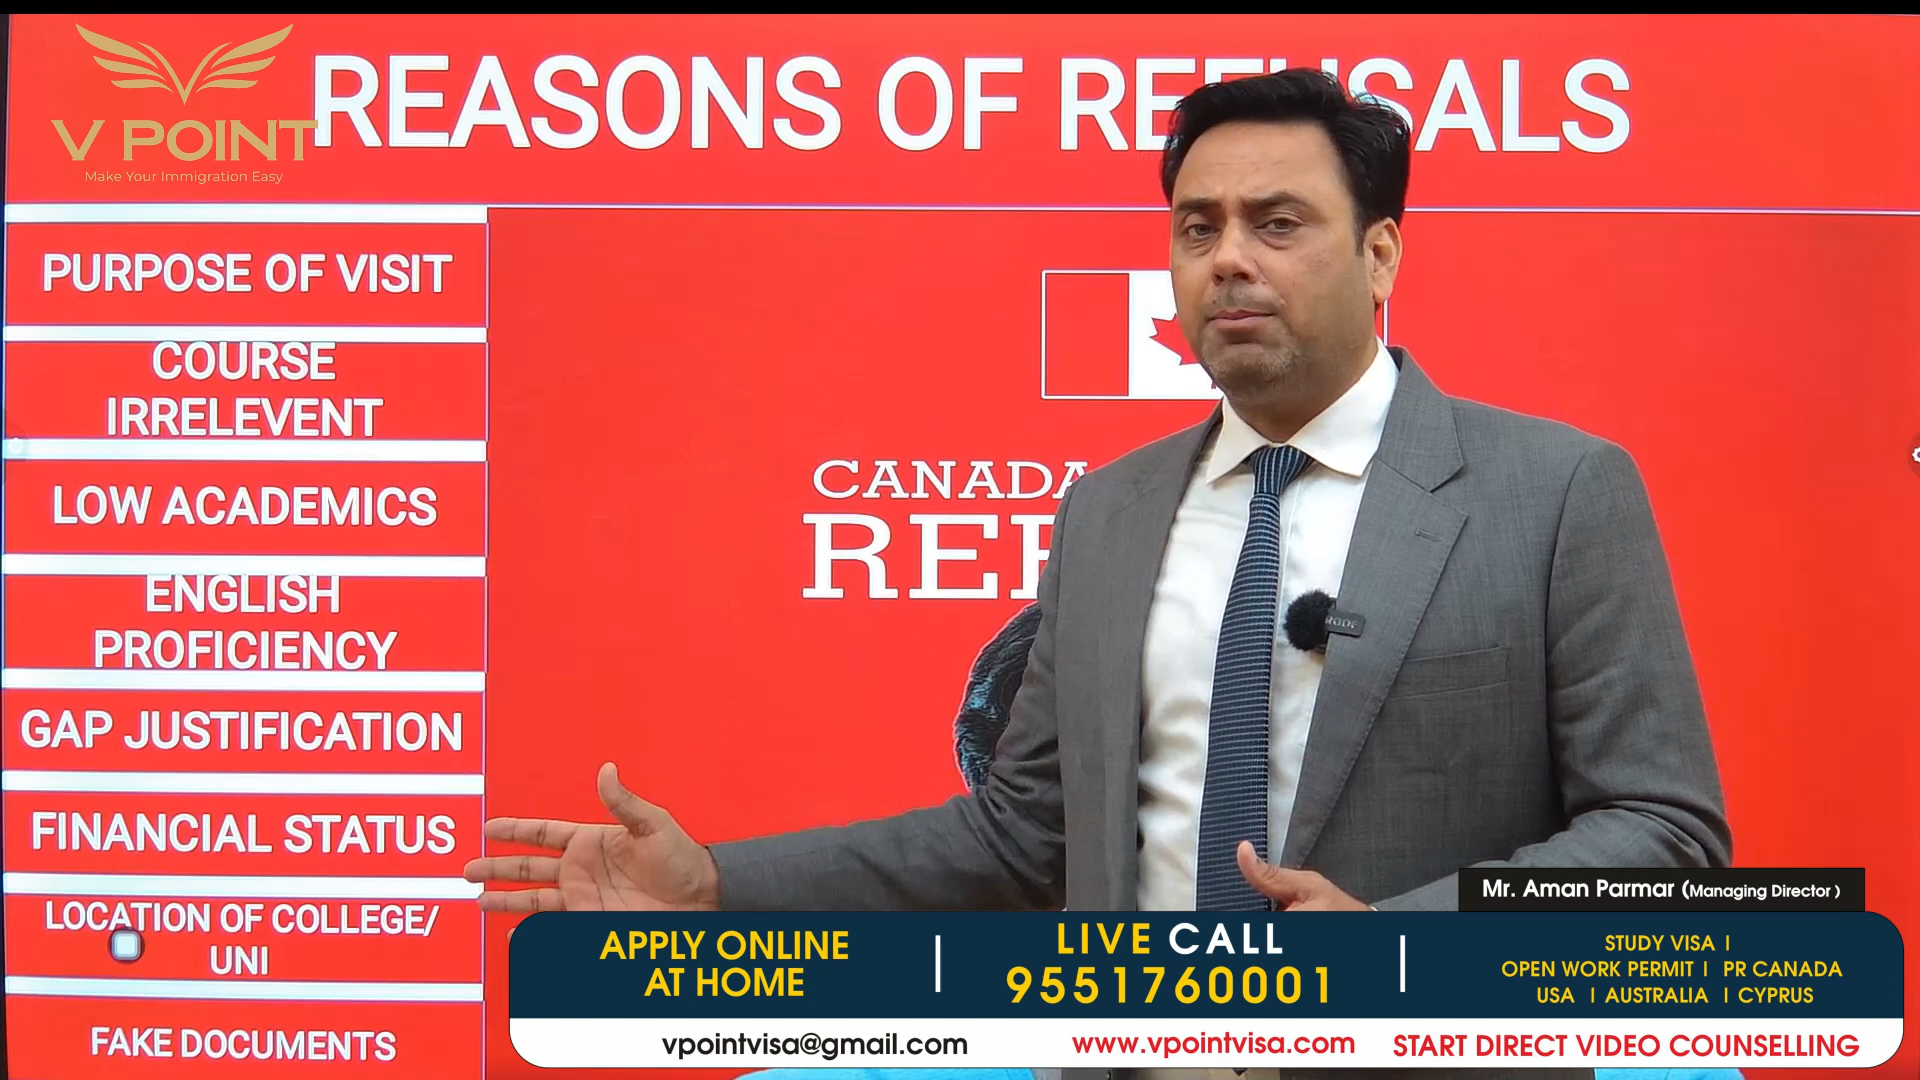 V POINT
Make Your Immigration Easy
REASONS OF REFUSALS
PURPOSE OF VISIT
COURSE
IRRELEVENT
LOW ACADEMICS
ENGLISH
PROFICIENCY
GAP JUSTIFICATION
FINANCIAL STATUS
LOCATION OF COLLEGE/
UNI
FAKE DOCUMENTS
CANADA
RODE
Mr. Aman Parmar (Managing Director )
APPLY ONLINE
AT HOME
LIVE CALL
9551760001
STUDY VISA |
OPEN WORK PERMIT | PR CANADA
USA | AUSTRALIA | CYPRUS
vpointvisa@gmail.com
www.vpointvisa.com
START DIRECT VIDEO COUNSELLING